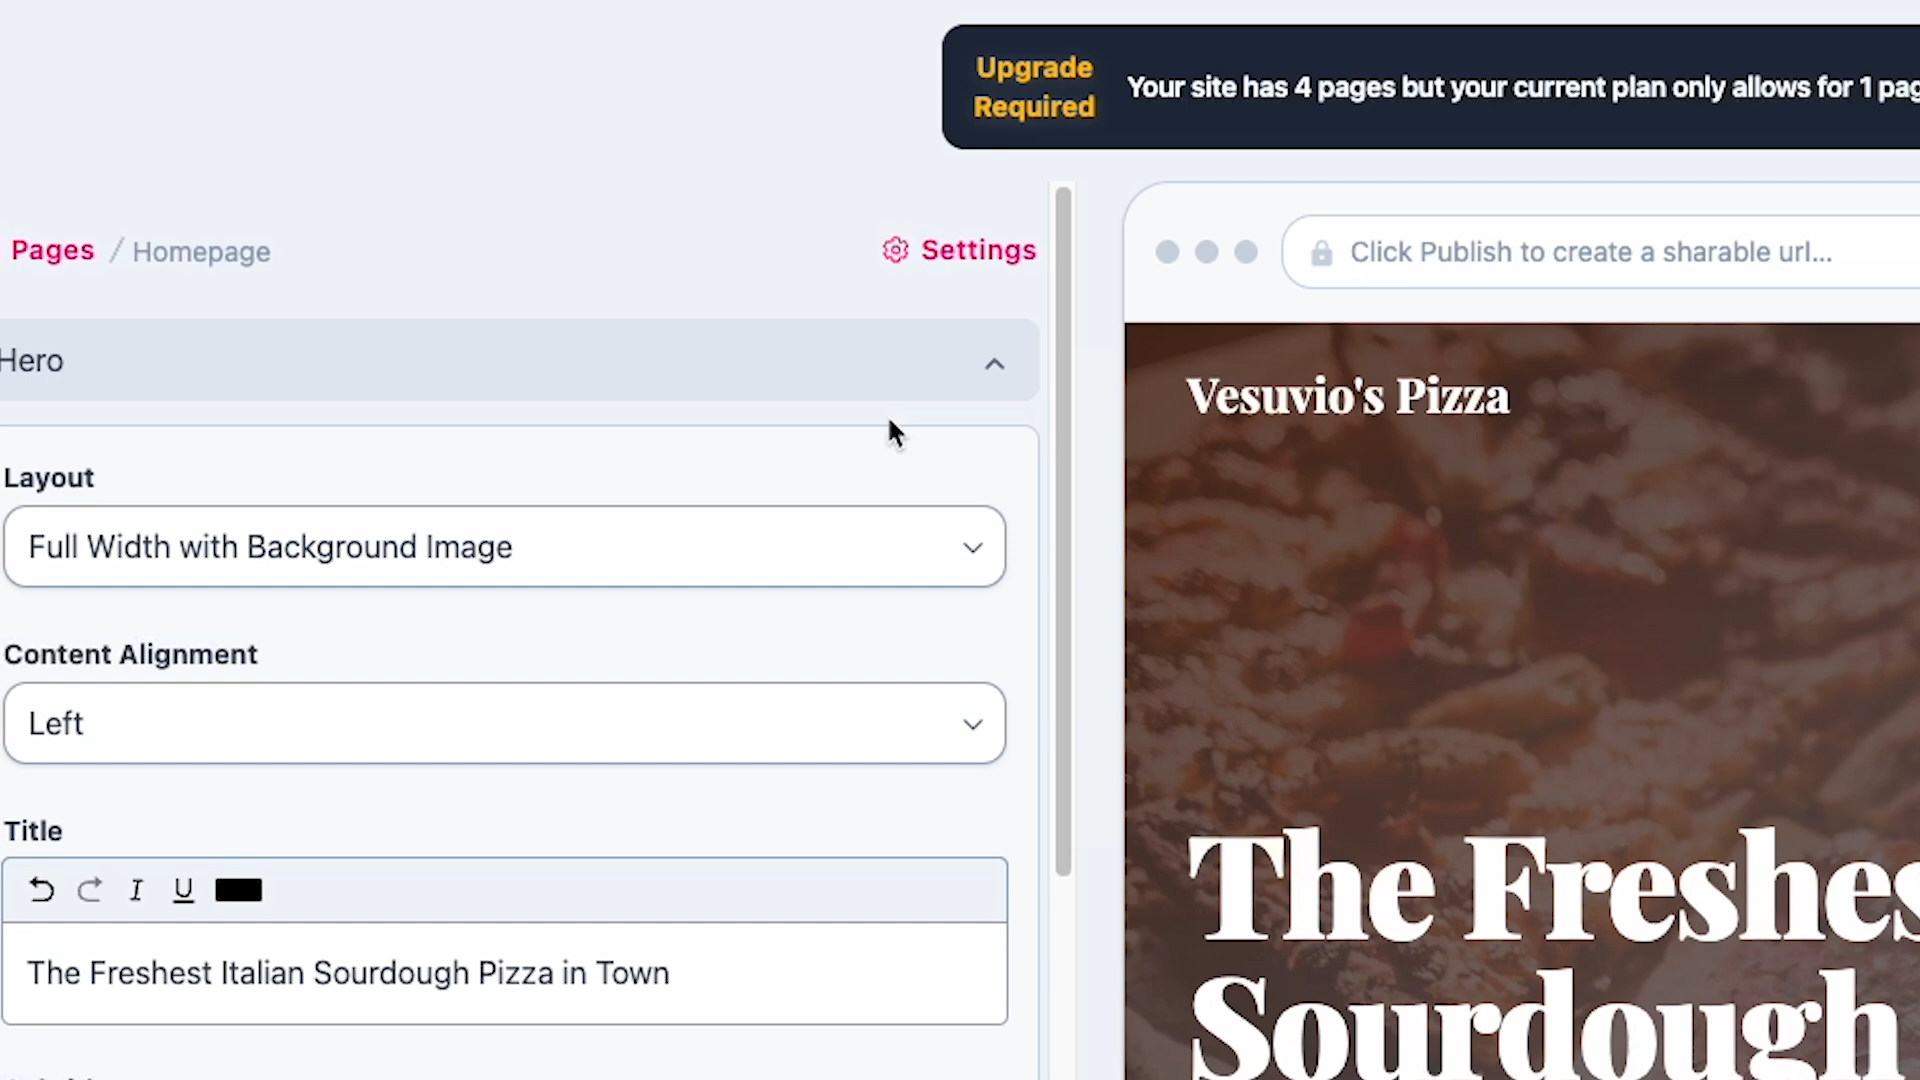 Upgrade
Required
Your site has 4 pages but your current plan only allows for 1
Pages / Homepage
Settings
Click Publish to create a sharable url...
Hero
Vesuvio's Pizza
Layout
Full Width with Background Image
Content Alignment
Left
Title
I U
The Freshest Italian Sourdough Pizza in Town
The Freshes
Sourdough